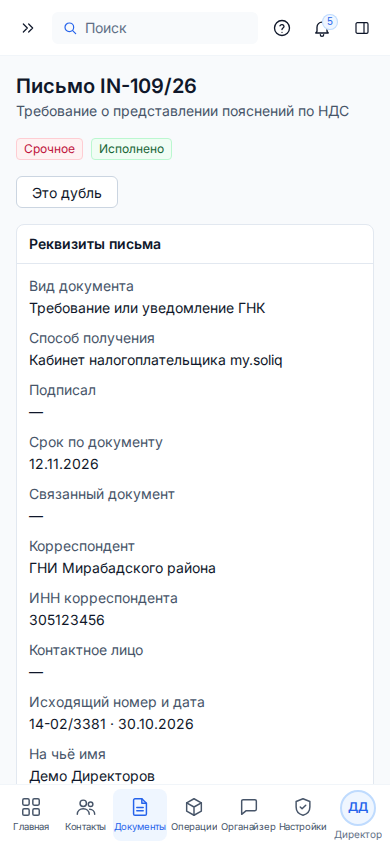 Поиск
5
Письмо IN-109/26
Требование о представлении пояснений по НДС
Срочное
Исполнено
Это дубль
Реквизиты письма
Вид документа
Требование или уведомление ГНК
Способ получения
Кабинет налогоплательщика my.soliq
Подписал
—
Срок по документу
12.11.2026
Связанный документ
—
Корреспондент
ГНИ Мирабадского района
ИНН корреспондента
305123456
Контактное лицо
—
Исходящий номер и дата
14-02/3381 · 30.10.2026
На чьё имя
Демо Директоров
Главная
Контакты
Документы
Операции
Органайзер
Настройки
ДД
Директор